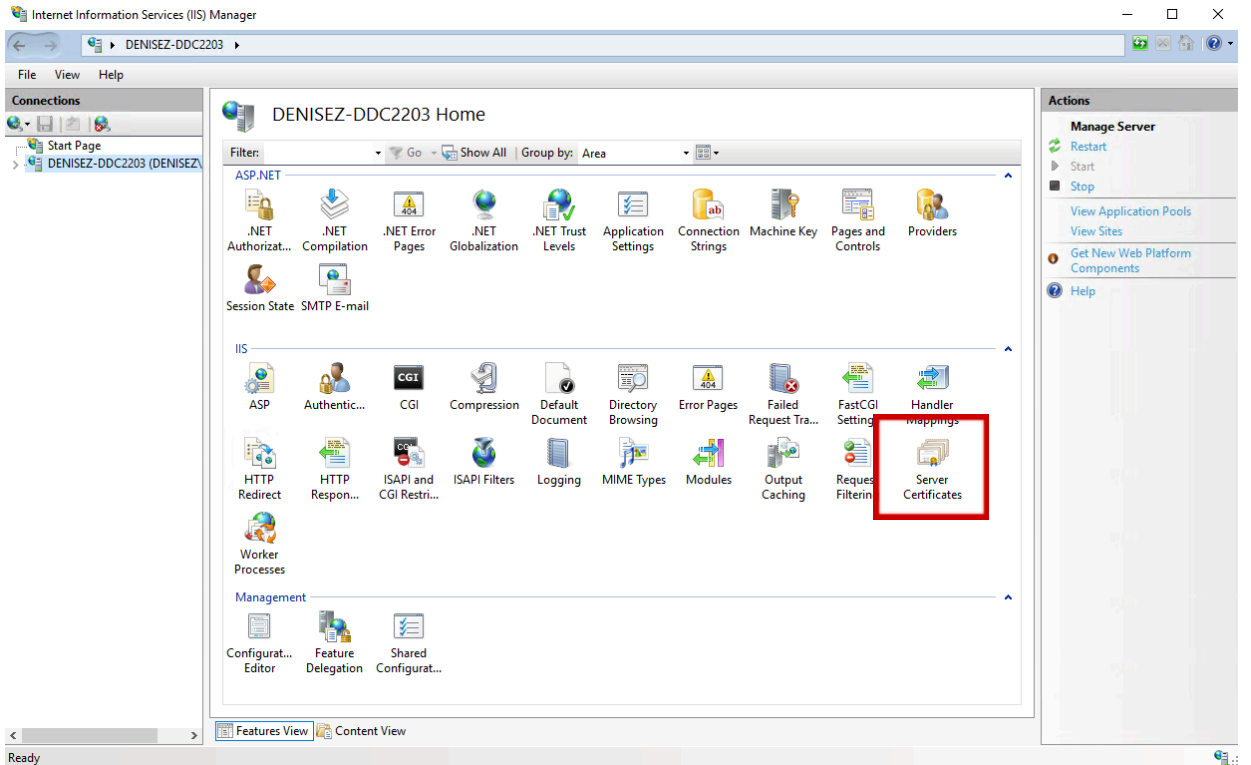 Internet Information Services (IIS) Manager
DENISEZ-DDC2203
File View Help
Connections
Start Page
DENISEZ-DDC2203 (DENISEZ\
DENISEZ-DDC2203 Home
Filter: Go Show All Group by: Area
ASP.NET
.NET Authorizat...
.NET Compilation
.NET Error Pages
.NET Globalization
.NET Trust Levels
Application Settings
Connection Strings
Machine Key
Pages and Controls
Providers
Session State
SMTP E-mail
IIS
ASP
Authentic...
CGI
Compression
Default Document
Directory Browsing
Error Pages
Failed Request Tra...
FastCGI Setting
Handler Mappings
HTTP Redirect
HTTP Respon...
ISAPI and CGI Restri...
ISAPI Filters
Logging
MIME Types
Modules
Output Caching
Reques Filterin
Server Certificates
Worker Processes
Management
Configurat... Editor
Feature Delegation
Shared Configurat...
Features View Content View
Actions
Manage Server
Restart
Start
Stop
View Application Pools
View Sites
Get New Web Platform
Components
Help
Ready